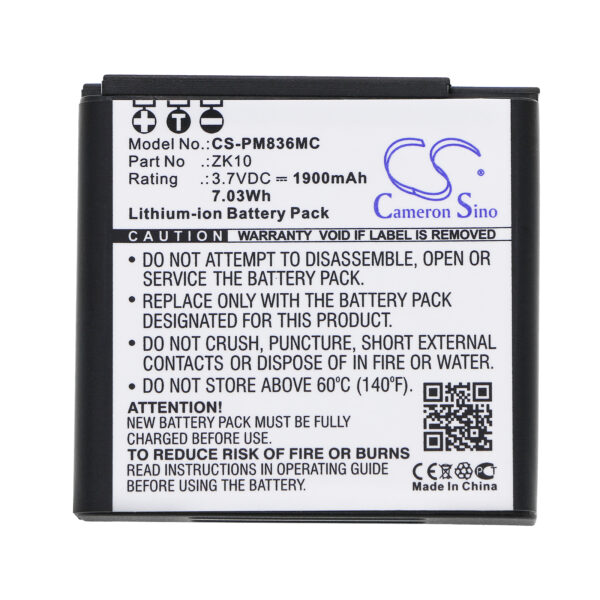 + T -
Model No.: CS-PM836MC
Part No : ZK10
Rating : 3.7VDC ⎓ 1900mAh
7.03Wh
Lithium-ion Battery Pack
CS
Cameron Sino
CAUTION WARRANTY VOID IF LABEL IS REMOVED
• DO NOT ATTEMPT TO DISASSEMBLE, OPEN OR
SERVICE THE BATTERY PACK.
• REPLACE ONLY WITH THE BATTERY PACK
DESIGNATED FOR THIS PRODUCT.
• DO NOT CRUSH, PUNCTURE, SHORT EXTERNAL
CONTACTS OR DISPOSE OF IN FIRE OR WATER.
• DO NOT STORE ABOVE 60°C (140°F).
ATTENTION!
NEW BATTERY PACK MUST BE FULLY
CHARGED BEFORE USE.
TO REDUCE RISK OF FIRE OR BURNS
READ INSTRUCTIONS IN OPERATING GUIDE
BEFORE USING BATTERY PACK.
CE
Made In China